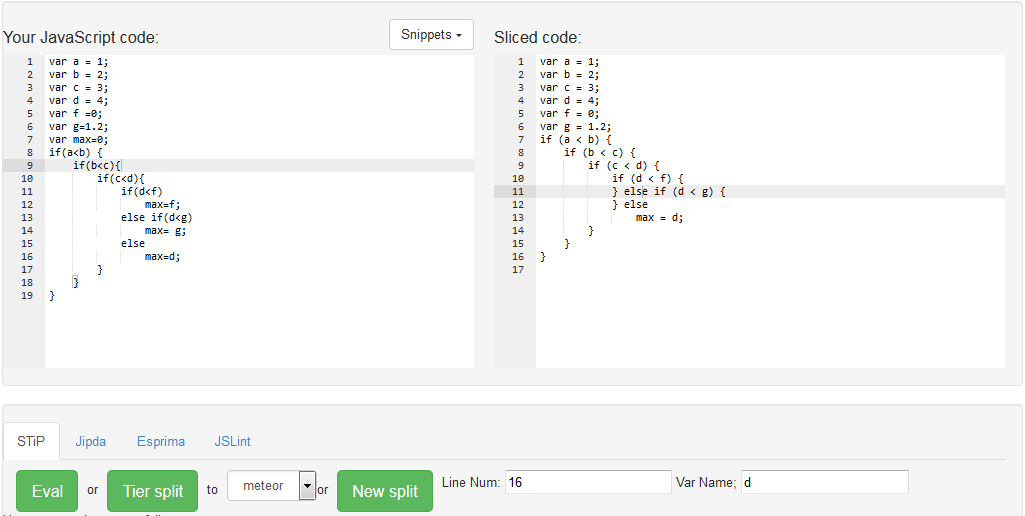 Your JavaScript code:
Snippets
1 var a = 1;
2 var b = 2;
3 var c = 3;
4 var d = 4;
5 var f =0;
6 var g=1.2;
7 var max=0;
8 if(a<b) {
9 if(b<c){
10 if(c<d){
11 if(d<f)
12 max=f;
13 else if(d<g)
14 max= g;
15 else
16 max=d;
17 }
18 }
19 }
Sliced code:
1 var a = 1;
2 var b = 2;
3 var c = 3;
4 var d = 4;
5 var f = 0;
6 var g = 1.2;
7 if (a < b) {
8 if (b < c) {
9 if (c < d) {
10 if (d < f) {
11 } else if (d < g) {
12 } else
13 max = d;
14 }
15 }
16 }
17
STiP Jipda Esprima JSLint
Eval or Tier split to meteor or New split Line Num: 16 Var Name; d